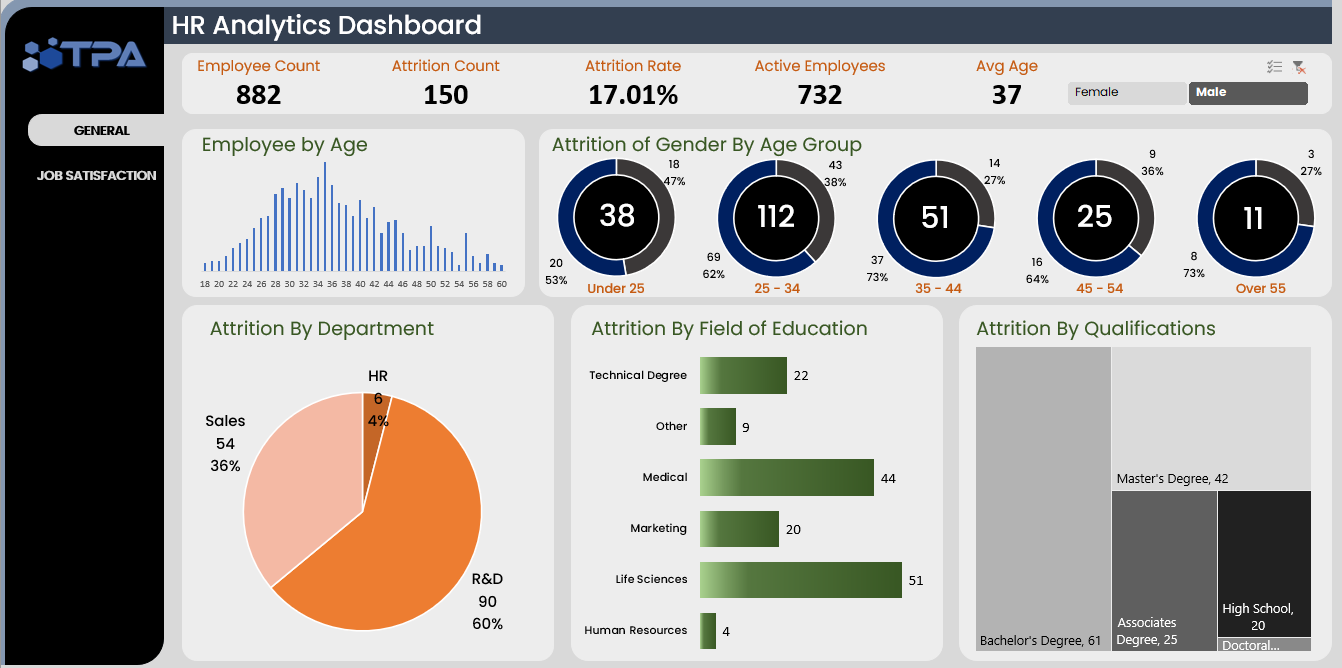 HR Analytics Dashboard
TPA
GENERAL
JOB SATISFACTION
Employee Count
882
Attrition Count
150
Attrition Rate
17.01%
Active Employees
732
Avg Age
37
Female
Male
Employee by Age
18 20 22 24 26 28 30 32 34 36 38 40 42 44 46 48 50 52 54 56 58 60
Attrition of Gender By Age Group
18
47%
38
20
53%
Under 25
43
38%
112
69
62%
25 - 34
14
27%
51
37
73%
35 - 44
9
36%
25
16
64%
45 - 54
3
27%
11
8
73%
Over 55
Attrition By Department
HR
6
4%
Sales
54
36%
R&D
90
60%
Attrition By Field of Education
Technical Degree 22
Other 9
Medical 44
Marketing 20
Life Sciences 51
Human Resources 4
Attrition By Qualifications
Bachelor's Degree, 61
Master's Degree, 42
Associates
Degree, 25
High School,
20
Doctoral...